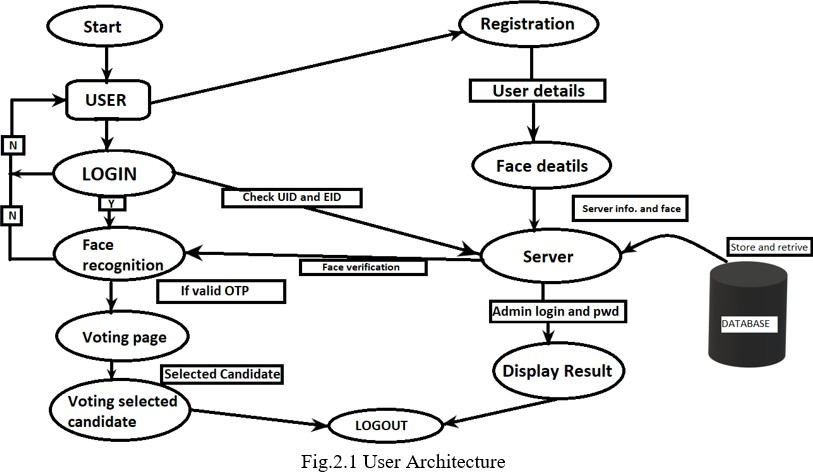 Start
Registration
USER
User details
N
LOGIN
Face deatils
Check UID and EID
Y
N
Server info. and face
Face
recognition
Server
Store and retrive
Face verification
If valid OTP
Admin login and pwd
DATABASE
Voting page
Selected Candidate
Display Result
Voting selected
candidate
LOGOUT
Fig.2.1 User Architecture